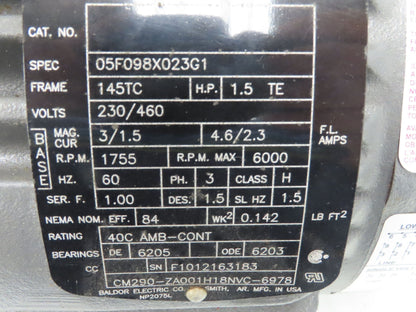 CAT. NO.
SPEC 05F098X023G1
FRAME 145TC H.P. 1.5 TE
VOLTS 230/460
BASE
MAG. CUR 3/1.5 4.6/2.3 F.L. AMPS
R.P.M. 1755 R.P.M. MAX 6000
HZ. 60 PH. 3 CLASS H
SER. F. 1.00 DES. 1.5 SL HZ 1.5
NEMA NOM. EFF. 84 WK2 0.142 LB FT2
RATING 40C AMB-CONT
BEARINGS DE 6205 ODE 6203
CC SN F1012163183
CM290-ZA001H18NVC-6978
BALDOR ELECTRIC CO. SMITH, AR. MFG. IN USA
NP2075L
LOW